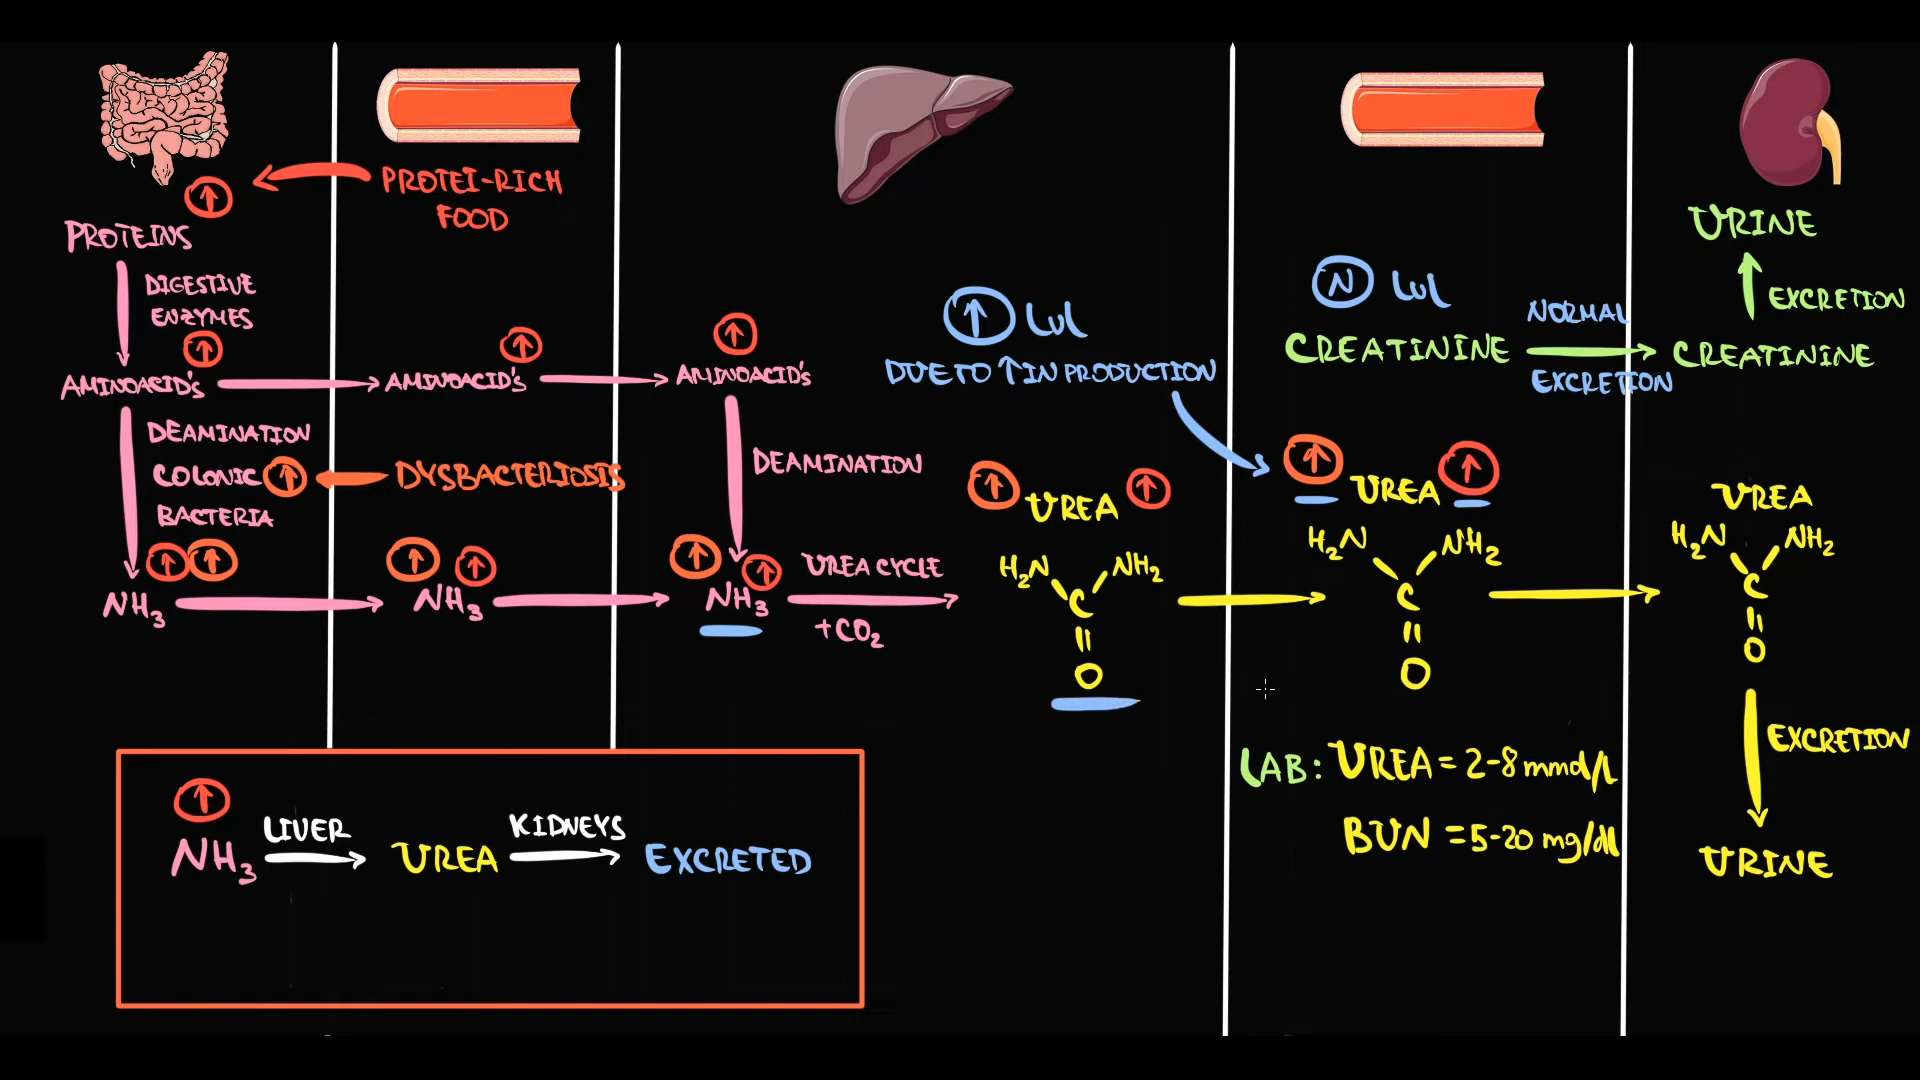 PROTEI-RICH
FOOD
PROTEINS
DIGESTIVE
ENZYMES
AMINOACID'S
DEAMINATION
COLONIC
BACTERIA
NH3
AMINOACID'S
DYSBACTERIOSIS
NH3
AMINOACID'S
DEAMINATION
NH3
UREA CYCLE
+CO2
↑ LVL
DUE TO ↑ IN PRODUCTION
UREA
H2N NH2
C
O
N LVL
CREATININE
NORMAL
EXCRETION
UREA
H2N NH2
C
O
LAB: UREA = 2-8 mmol/L
BUN = 5-20 mg/dl
URINE
EXCRETION
CREATININE
UREA
H2N NH2
C
O
EXCRETION
URINE
NH3 LIVER UREA KIDNEYS EXCRETED